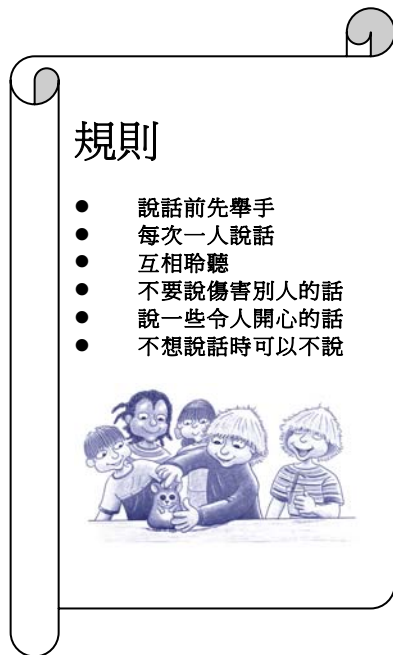 規則
● 說話前先舉手
● 每次一人說話
● 互相聆聽
● 不要說傷害別人的話
● 說一些令人開心的話
● 不想說話時可以不說